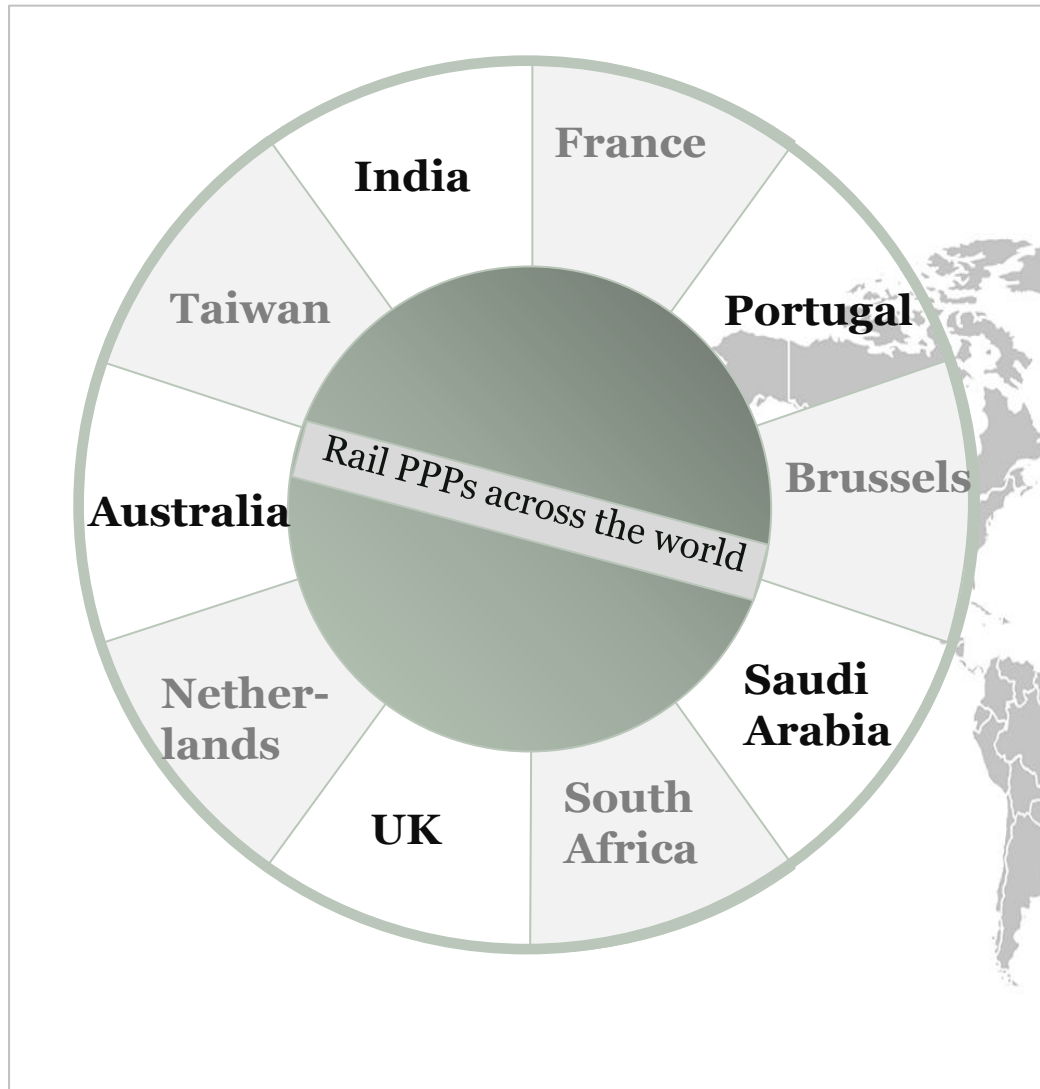 France
India
Portugal
Taiwan
Brussels
Rail PPPs across the world
Australia
Saudi
Arabia
Nether-
lands
South
Africa
UK